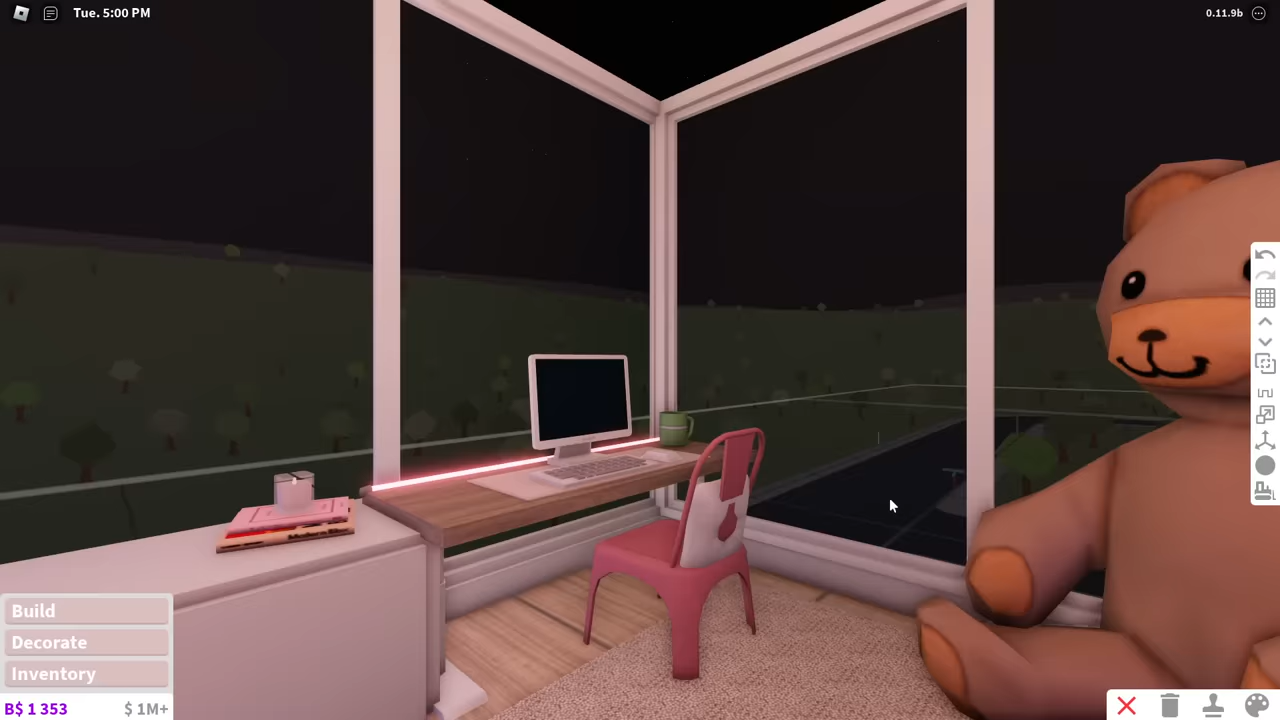 Tue. 5:00 PM
0.11.9b
Build
Decorate
Inventory
B$ 1 353
$ 1M+